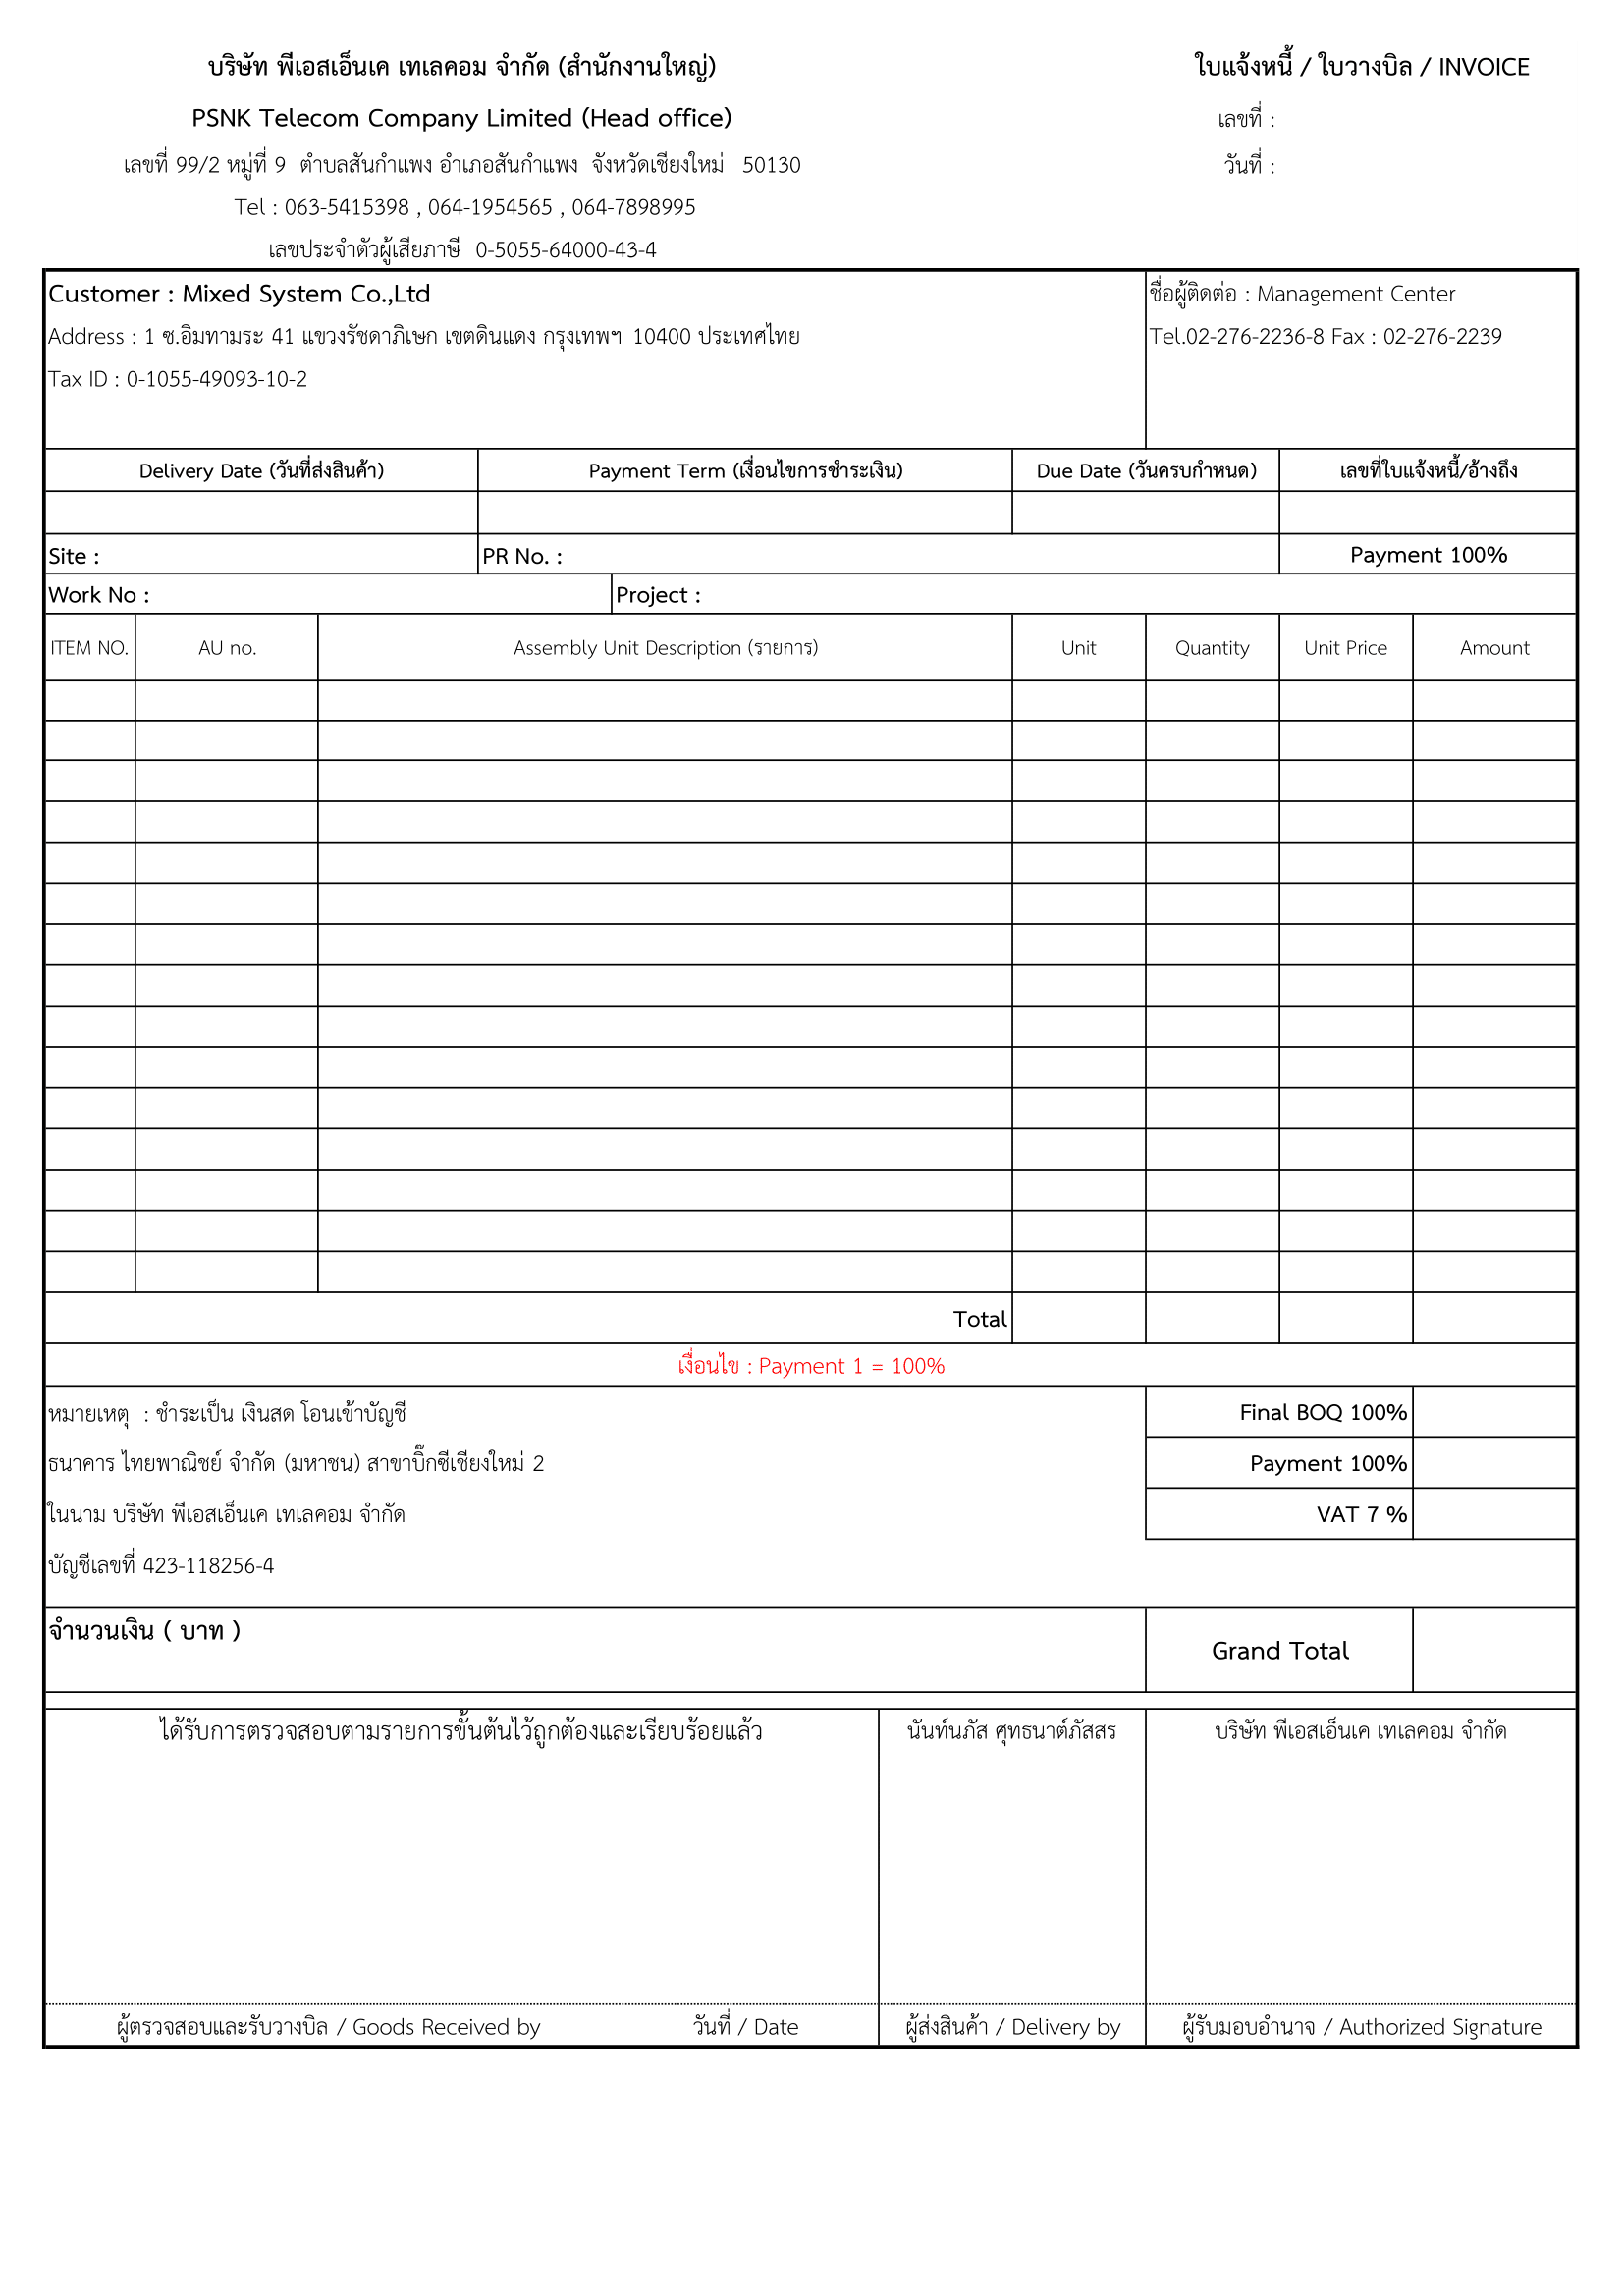 บริษัท พีเอสเอ็นเค เทเลคอม จำกัด (สำนักงานใหญ่)
ใบแจ้งหนี้ / ใบวางบิล / INVOICE
PSNK Telecom Company Limited (Head office)
เลขที่ :
เลขที่ 99/2 หมู่ที่ 9 ตำบลสันกำแพง อำเภอสันกำแพง จังหวัดเชียงใหม่ 50130
วันที่ :
Tel : 063-5415398 , 064-1954565 , 064-7898995
เลขประจำตัวผู้เสียภาษี 0-5055-64000-43-4
Customer : Mixed System Co.,Ltd
ชื่อผู้ติดต่อ : Management Center
Address : 1 ซ.อิมทามระ 41 แขวงรัชดาภิเษก เขตดินแดง กรุงเทพฯ 10400 ประเทศไทย
Tel.02-276-2236-8 Fax : 02-276-2239
Tax ID : 0-1055-49093-10-2
Delivery Date (วันที่ส่งสินค้า) Payment Term (เงื่อนไขการชำระเงิน) Due Date (วันครบกำหนด) เลขที่ใบแจ้งหนี้/อ้างถึง
Site : PR No. : Payment 100%
Work No : Project :
ITEM NO. AU no. Assembly Unit Description (รายการ) Unit Quantity Unit Price Amount
Total
เงื่อนไข : Payment 1 = 100%
หมายเหตุ : ชำระเป็น เงินสด โอนเข้าบัญชี
Final BOQ 100%
ธนาคาร ไทยพาณิชย์ จำกัด (มหาชน) สาขาบิ๊กซีเชียงใหม่ 2
Payment 100%
ในนาม บริษัท พีเอสเอ็นเค เทเลคอม จำกัด
VAT 7 %
บัญชีเลขที่ 423-118256-4
จำนวนเงิน ( บาท )
Grand Total
ได้รับการตรวจสอบตามรายการขั้นต้นไว้ถูกต้องและเรียบร้อยแล้ว นันท์นภัส ศุทธนาต์ภัสสร บริษัท พีเอสเอ็นเค เทเลคอม จำกัด
ผู้ตรวจสอบและรับวางบิล / Goods Received by วันที่ / Date ผู้ส่งสินค้า / Delivery by ผู้รับมอบอำนาจ / Authorized Signature